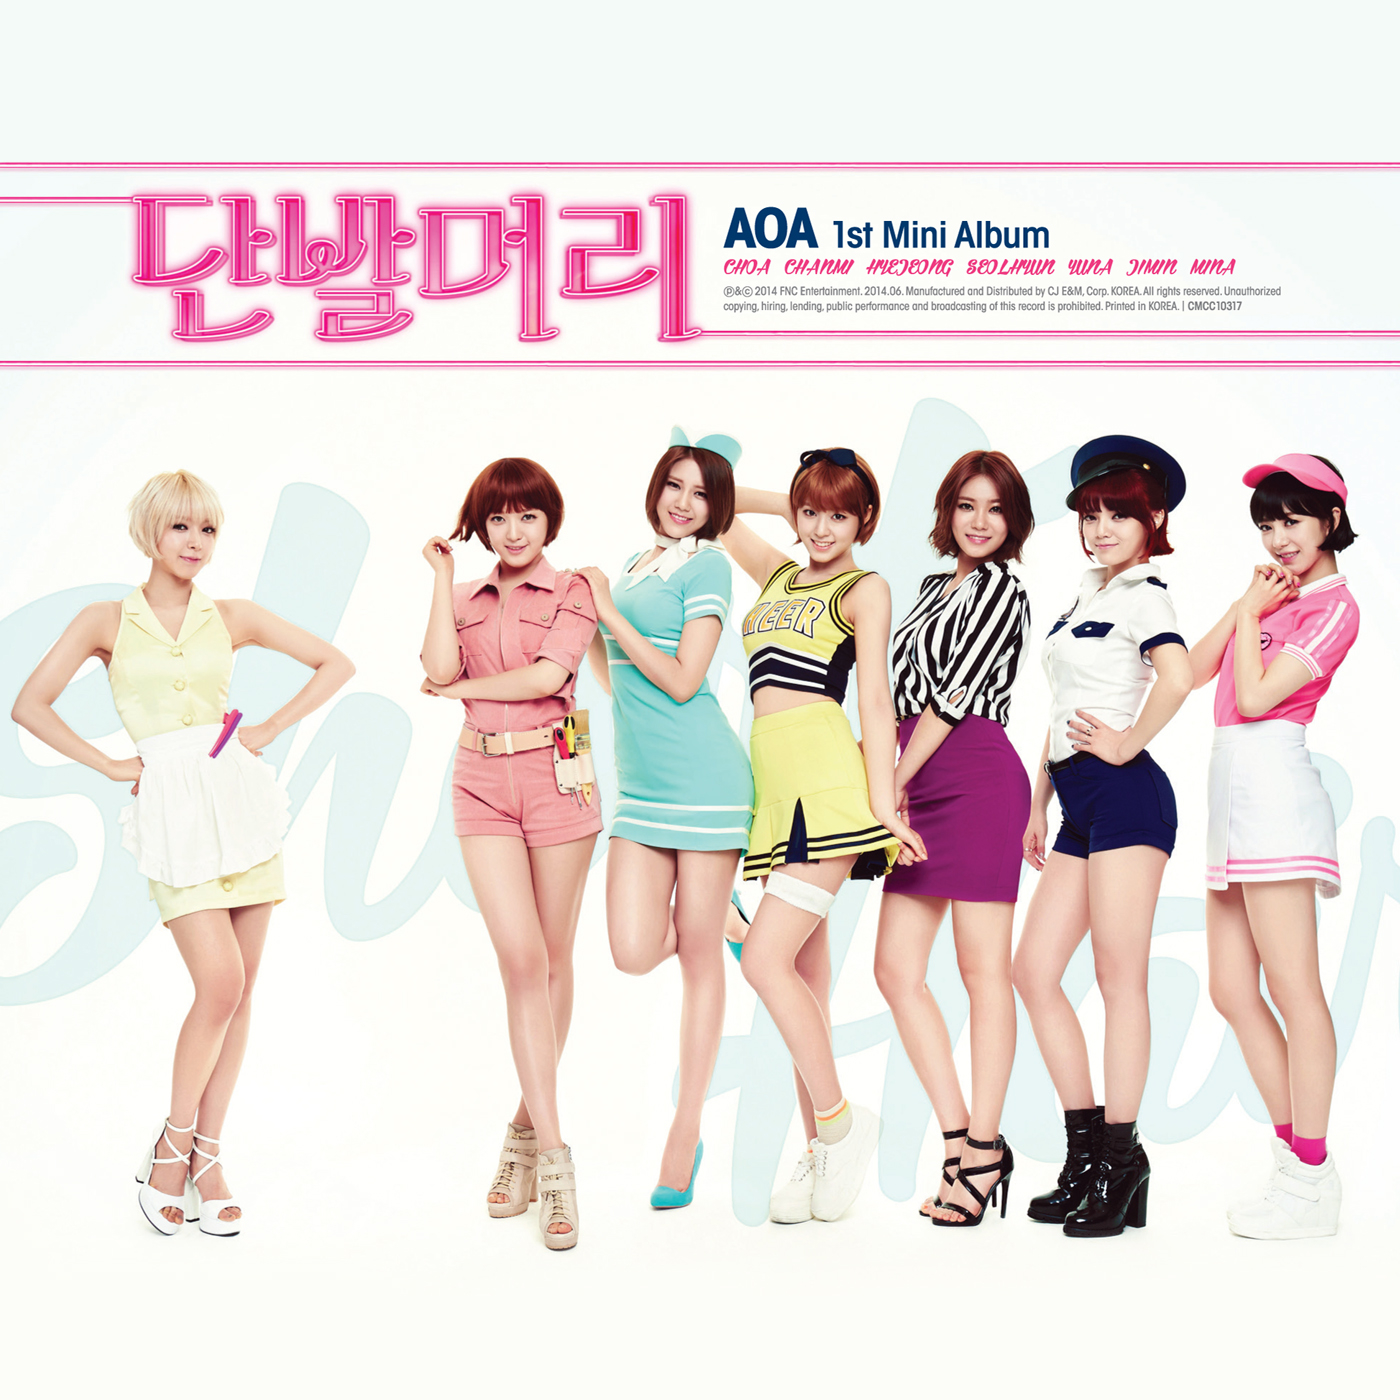 단발머리
AOA 1st Mini Album
CHOA CHANMI HYEJEONG SEOLHYUN YUNA JIMIN MINA
℗&© 2014 FNC Entertainment. 2014.06. Manufactured and Distributed by CJ E&M, Corp. KOREA. All rights reserved. Unauthorized
copying, hiring, lending, public performance and broadcasting of this record is prohibited. Printed in KOREA. | CMCC10317
Short
Hair
CHEER